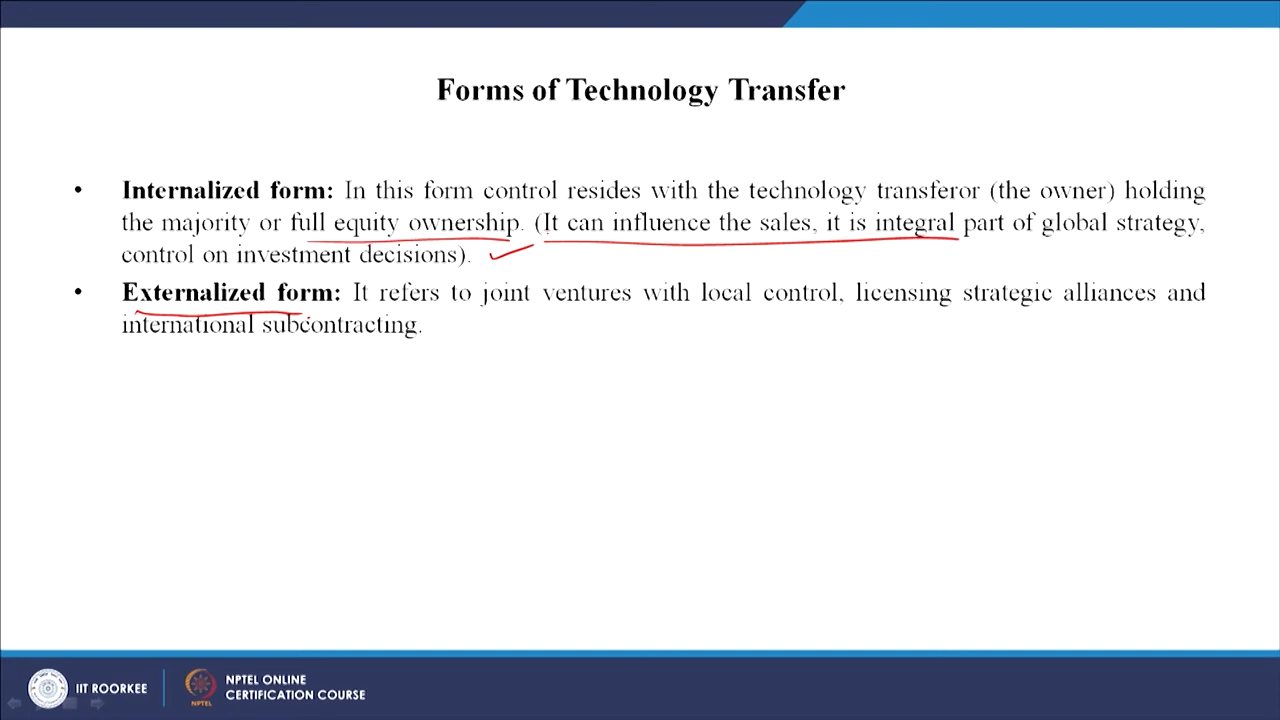 Forms of Technology Transfer
• Internalized form: In this form control resides with the technology transferor (the owner) holding
the majority or full equity ownership. (It can influence the sales, it is integral part of global strategy,
control on investment decisions).
• Externalized form: It refers to joint ventures with local control, licensing strategic alliances and
international subcontracting.
IIT ROORKEE
NPTEL ONLINE
CERTIFICATION COURSE
NPTEL